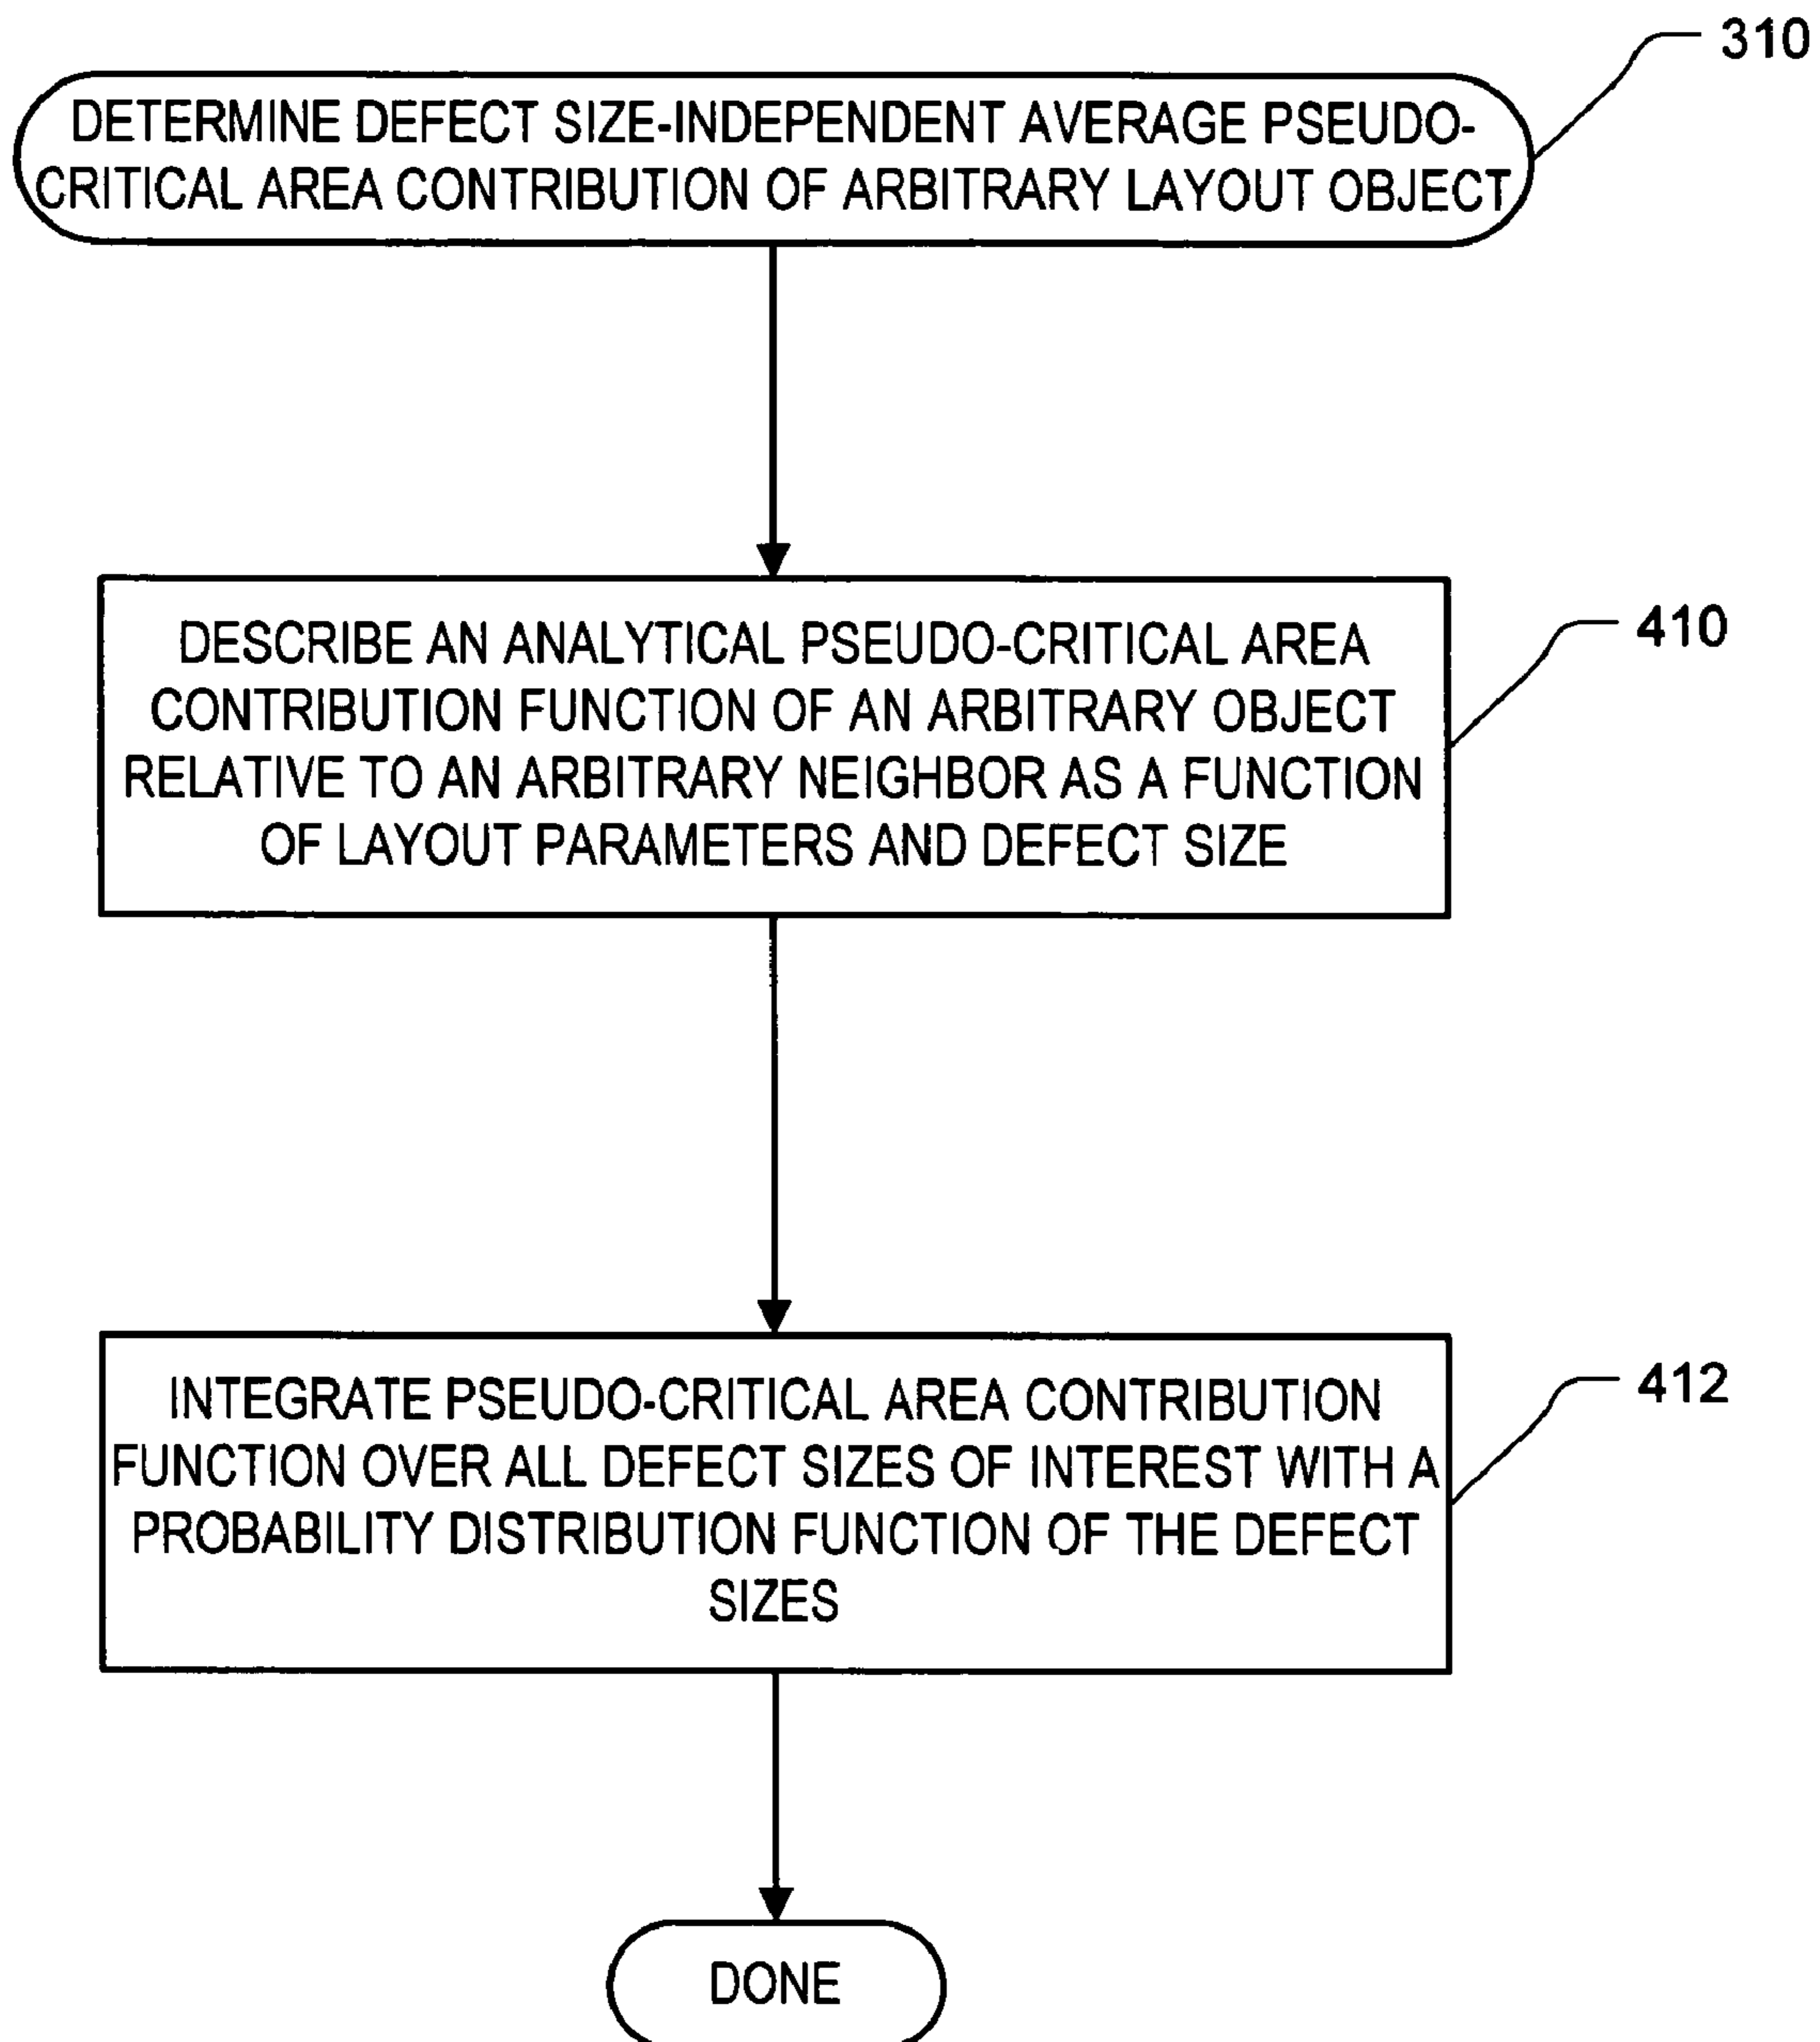 310
DETERMINE DEFECT SIZE-INDEPENDENT AVERAGE PSEUDO-
CRITICAL AREA CONTRIBUTION OF ARBITRARY LAYOUT OBJECT
410
DESCRIBE AN ANALYTICAL PSEUDO-CRITICAL AREA
CONTRIBUTION FUNCTION OF AN ARBITRARY OBJECT
RELATIVE TO AN ARBITRARY NEIGHBOR AS A FUNCTION
OF LAYOUT PARAMETERS AND DEFECT SIZE
412
INTEGRATE PSEUDO-CRITICAL AREA CONTRIBUTION
FUNCTION OVER ALL DEFECT SIZES OF INTEREST WITH A
PROBABILITY DISTRIBUTION FUNCTION OF THE DEFECT
SIZES
DONE